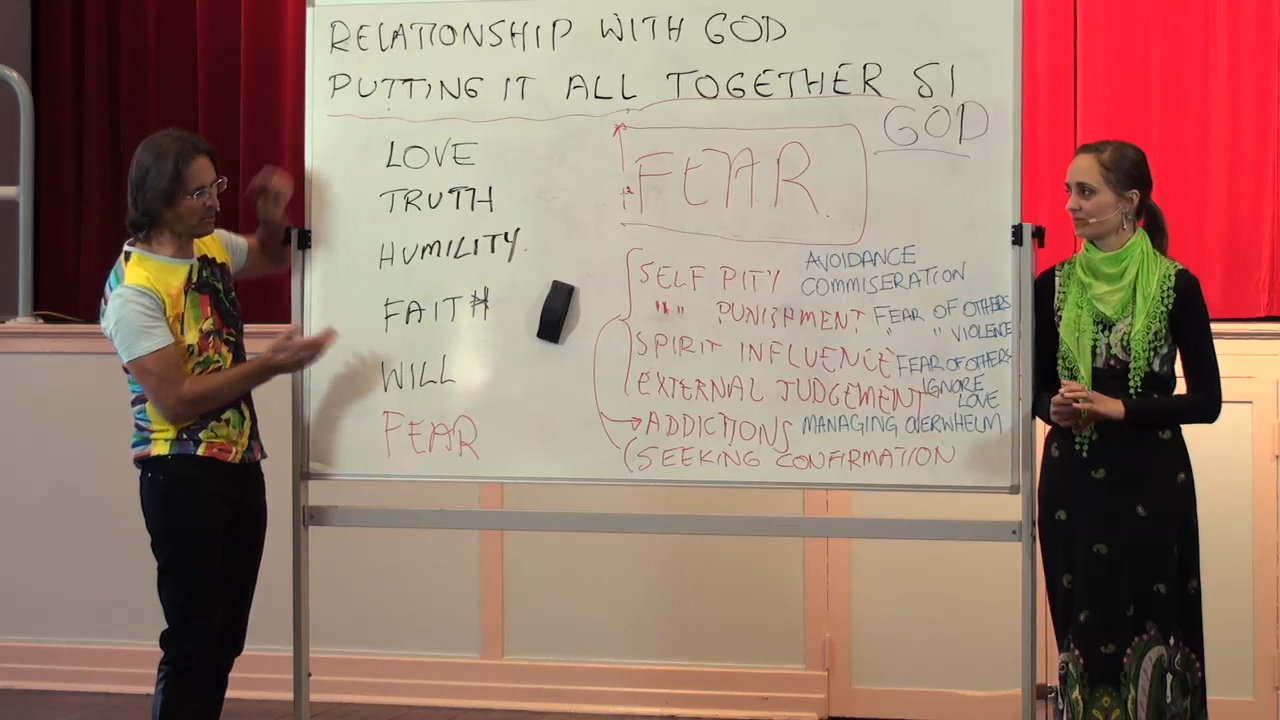 RELATIONSHIP WITH GOD
PUTTING IT ALL TOGETHER S1
GOD
LOVE
TRUTH
HUMILITY.
FAITH
WILL
FEAR
FEAR.
SELF PITY AVOIDANCE
COMMISERATION
" " PUNISHMENT FEAR OF OTHERS
" " VIOLENCE
SPIRIT INFLUENCE FEAR OF OTHERS
EXTERNAL JUDGEMENT IGNORE
LOVE
ADDICTIONS MANAGING OVERWHELM
SEEKING CONFIRMATION